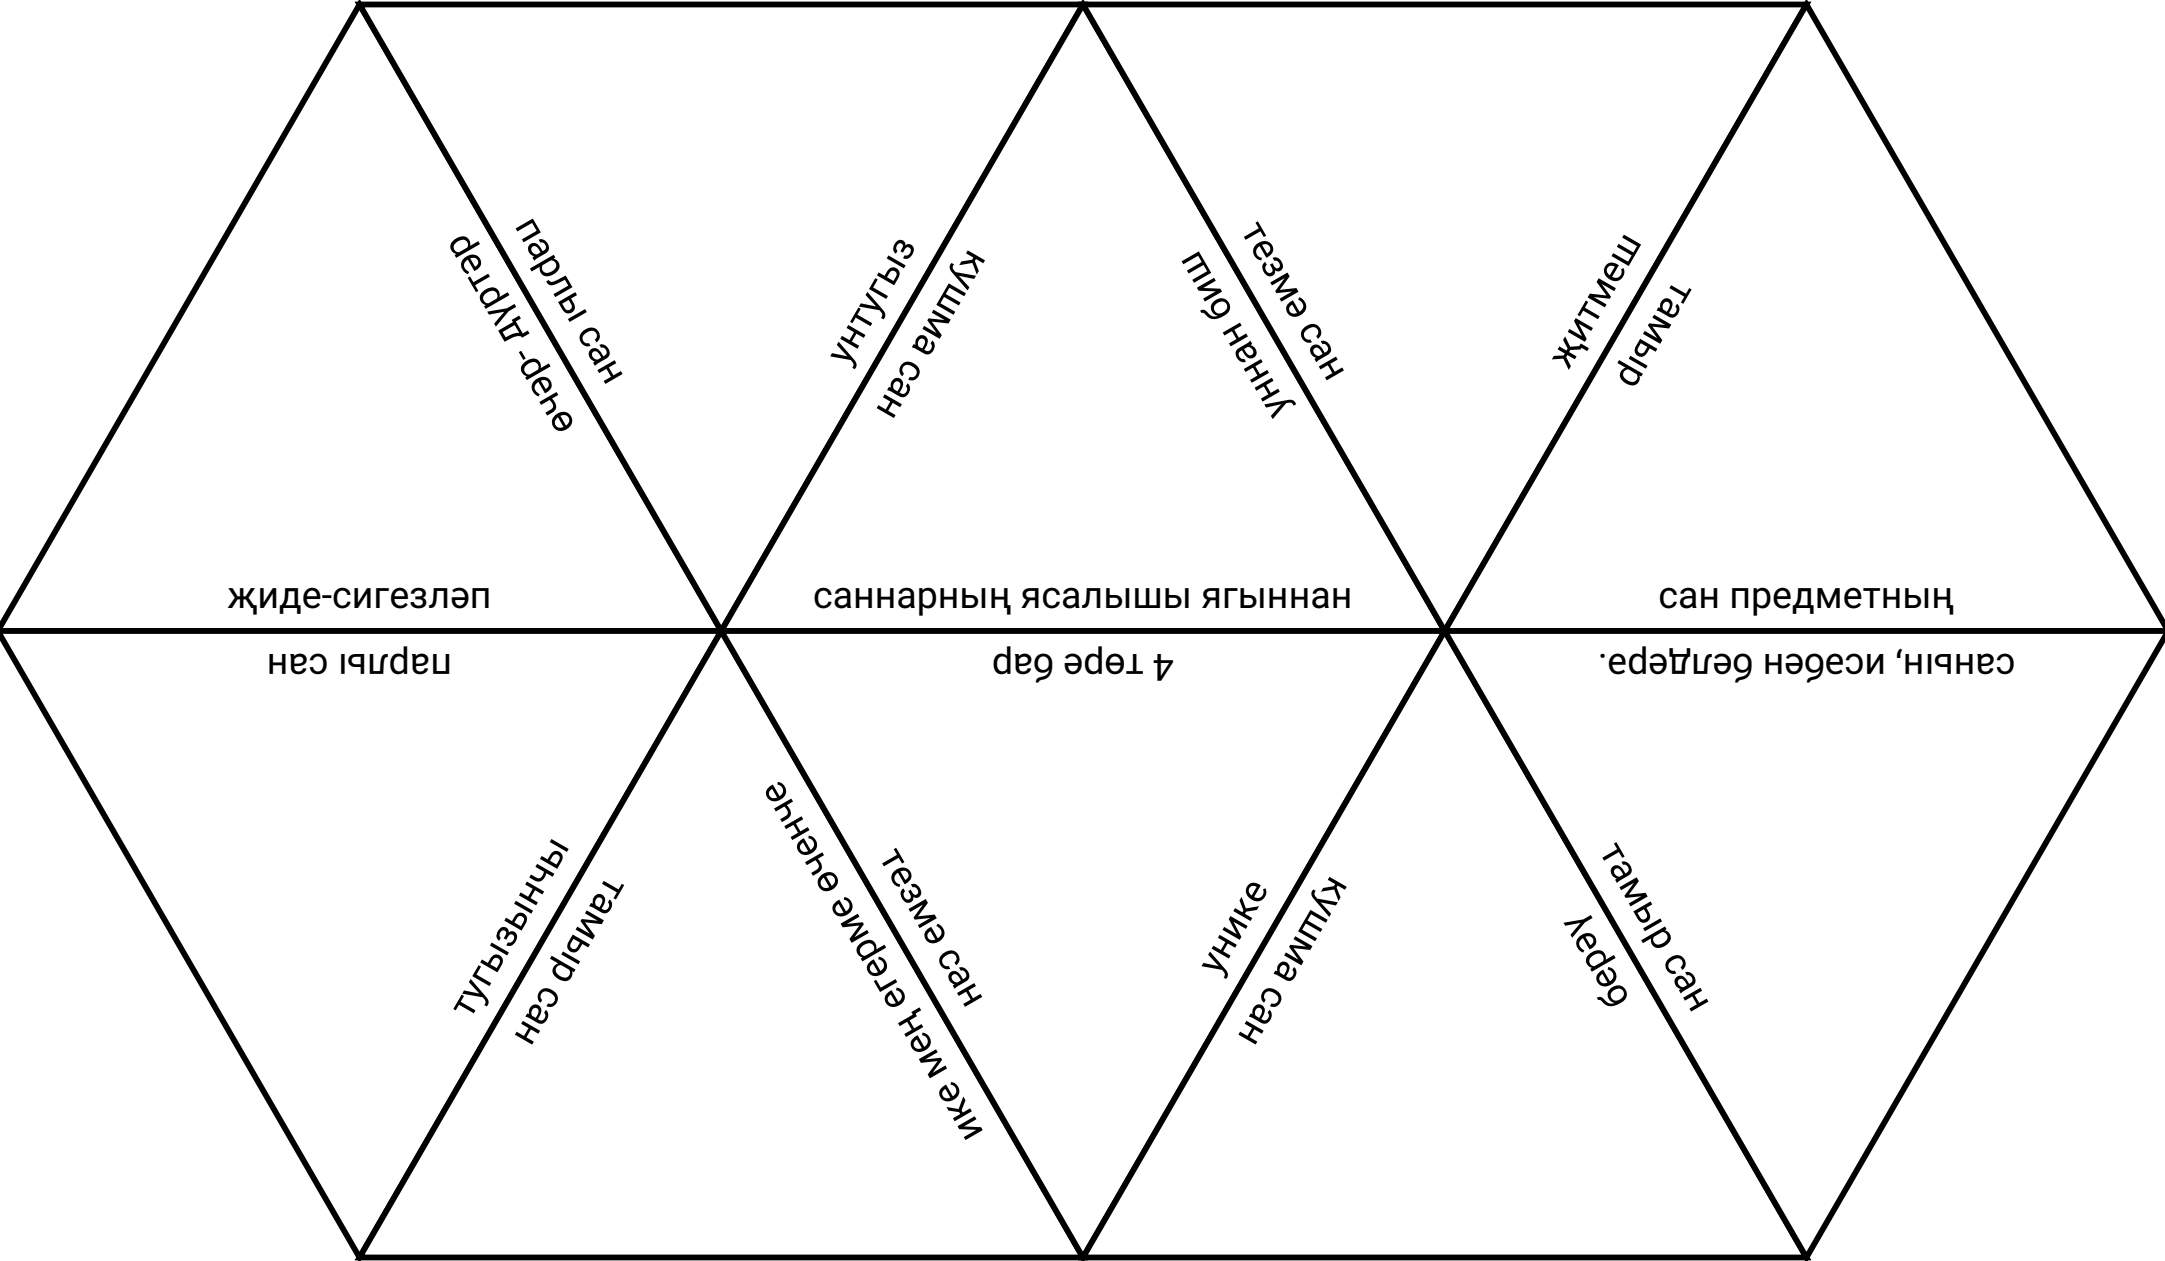 парлы сан
өчәр- дүртәр
унтугыз
кушма сан
тезмә сан
уннан биш
җитмеш
тамыр
җиде-сигезләп
парлы сан
саннарның ясалышы ягыннан
4 төре бар
сан предметның
санын, исәбен белдерә.
тугызынчы
тамыр сан
тезмә сан
ике мең егерме өченче
унике
кушма сан
тамыр сан
берәү